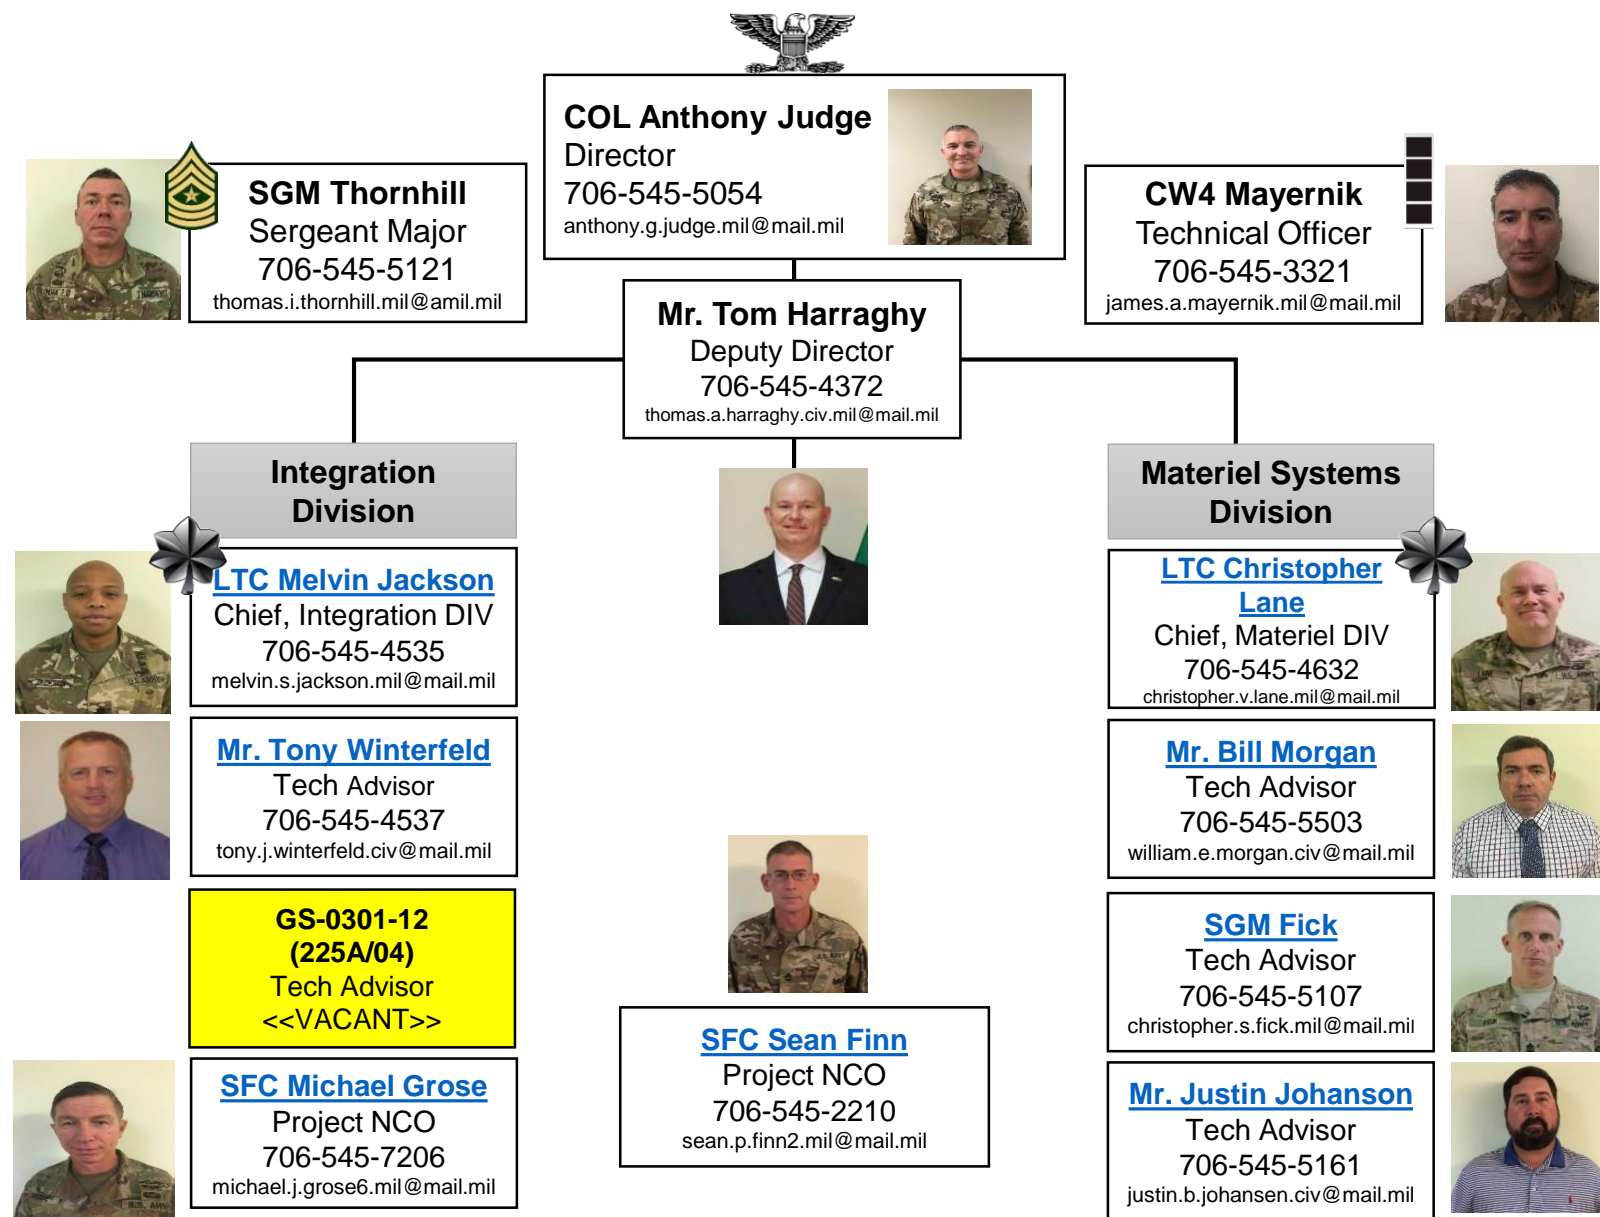 COL Anthony Judge
Director
706-545-5054
anthony.g.judge.mil@mail.mil
SGM Thornhill
Sergeant Major
706-545-5121
thomas.i.thornhill.mil@amil.mil
CW4 Mayernik
Technical Officer
706-545-3321
james.a.mayernik.mil@mail.mil
Mr. Tom Harraghy
Deputy Director
706-545-4372
thomas.a.harraghy.civ.mil@mail.mil
Integration
Division
LTC Melvin Jackson
Chief, Integration DIV
706-545-4535
melvin.s.jackson.mil@mail.mil
Mr. Tony Winterfeld
Tech Advisor
706-545-4537
tony.j.winterfeld.civ@mail.mil
GS-0301-12
(225A/04)
Tech Advisor
<<VACANT>>
SFC Michael Grose
Project NCO
706-545-7206
michael.j.grose6.mil@mail.mil
SFC Sean Finn
Project NCO
706-545-2210
sean.p.finn2.mil@mail.mil
Materiel Systems
Division
LTC Christopher
Lane
Chief, Materiel DIV
706-545-4632
christopher.v.lane.mil@mail.mil
Mr. Bill Morgan
Tech Advisor
706-545-5503
william.e.morgan.civ@mail.mil
SGM Fick
Tech Advisor
706-545-5107
christopher.s.fick.mil@mail.mil
Mr. Justin Johanson
Tech Advisor
706-545-5161
justin.b.johansen.civ@mail.mil